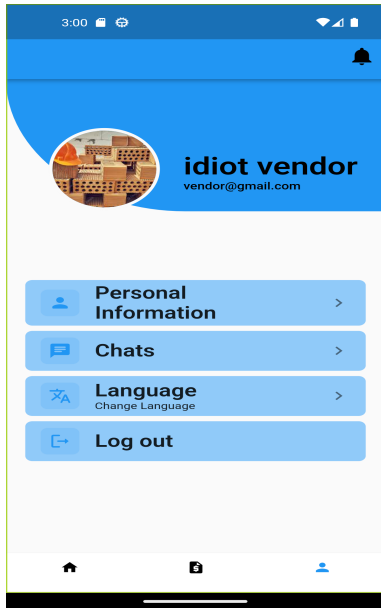 3:00
idiot vendor
vendor@gmail.com
Personal
Information
Chats
Language
Change Language
Log out